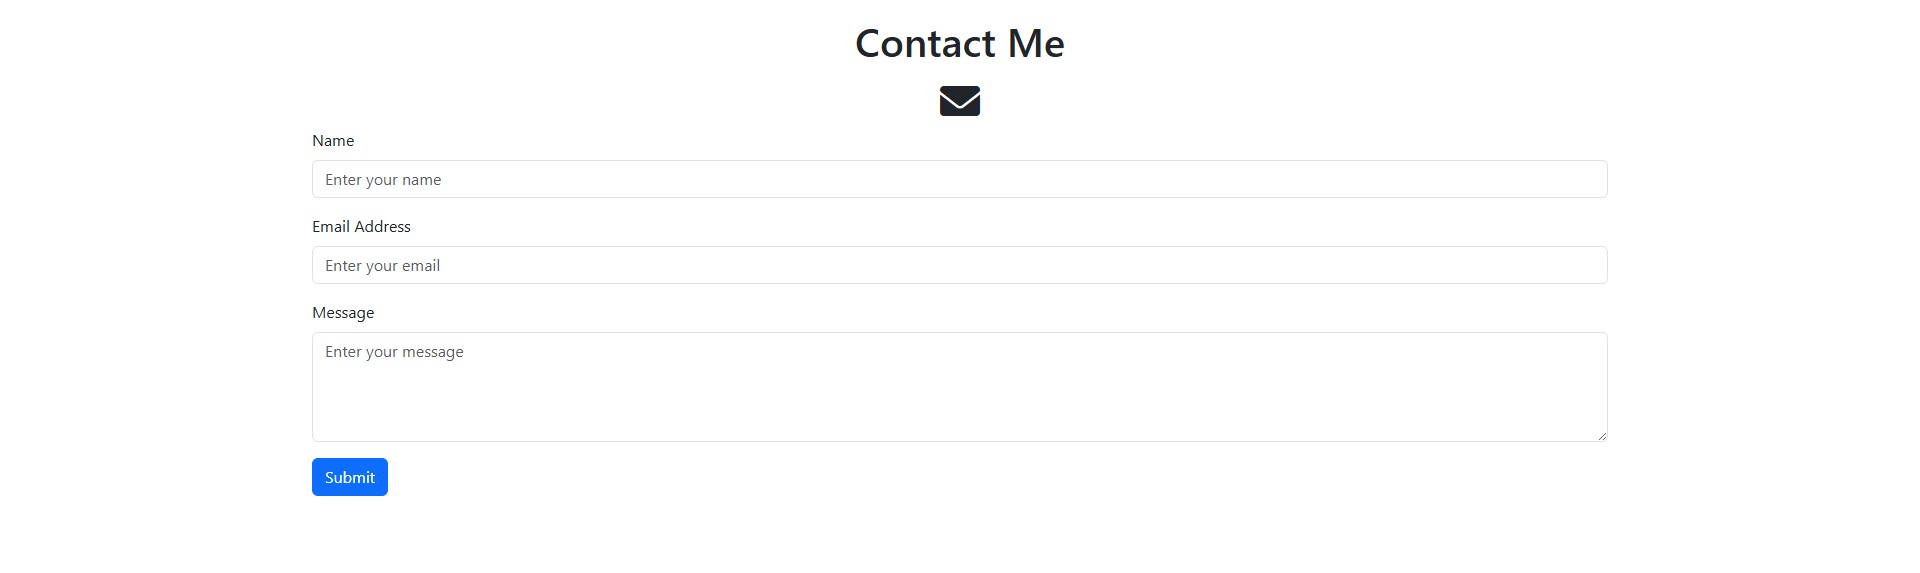 Contact Me
Name
Enter your name
Email Address
Enter your email
Message
Enter your message
Submit